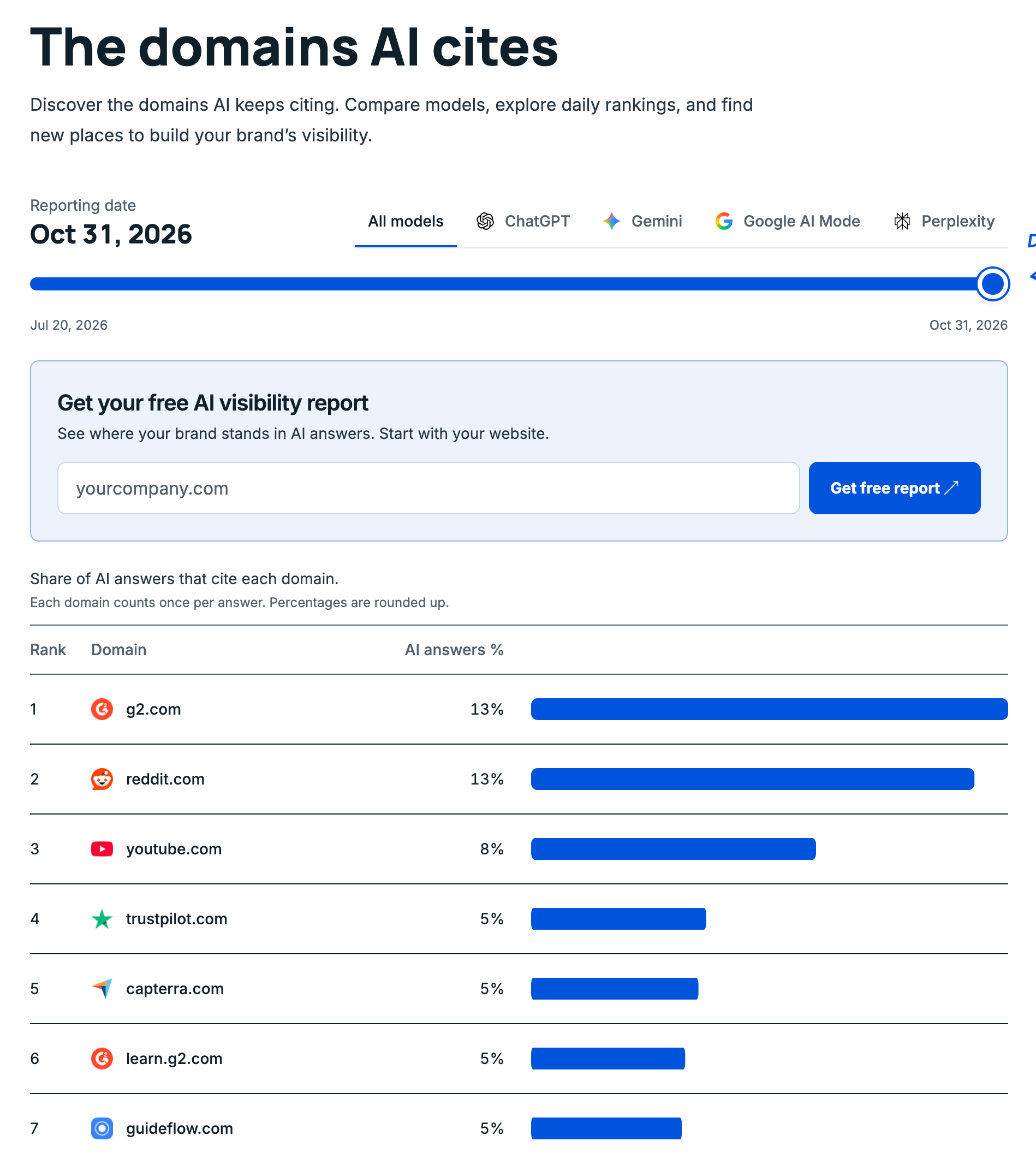 The domains AI cites
Discover the domains AI keeps citing. Compare models, explore daily rankings, and find
new places to build your brand’s visibility.
Reporting date
Oct 31, 2026
All models
ChatGPT
Gemini
Google AI Mode
Perplexity
Jul 20, 2026
Oct 31, 2026
Get your free AI visibility report
See where your brand stands in AI answers. Start with your website.
yourcompany.com
Get free report
Share of AI answers that cite each domain.
Each domain counts once per answer. Percentages are rounded up.
Rank Domain AI answers %
1 g2.com 13%
2 reddit.com 13%
3 youtube.com 8%
4 trustpilot.com 5%
5 capterra.com 5%
6 learn.g2.com 5%
7 guideflow.com 5%